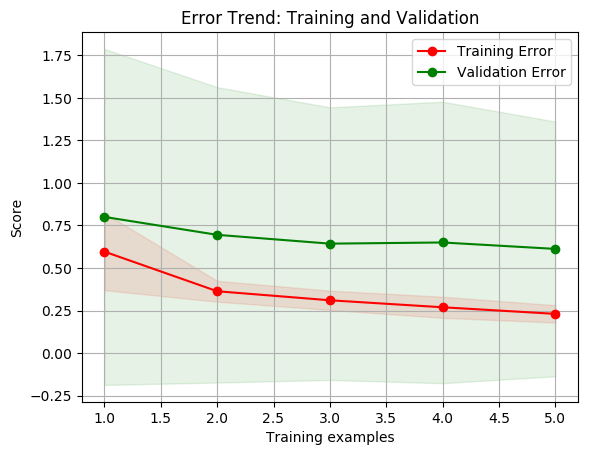 Error Trend: Training and Validation
Training Error
Validation Error
Score
1.75
1.50
1.25
1.00
0.75
0.50
0.25
0.00
−0.25
1.0 1.5 2.0 2.5 3.0 3.5 4.0 4.5 5.0
Training examples